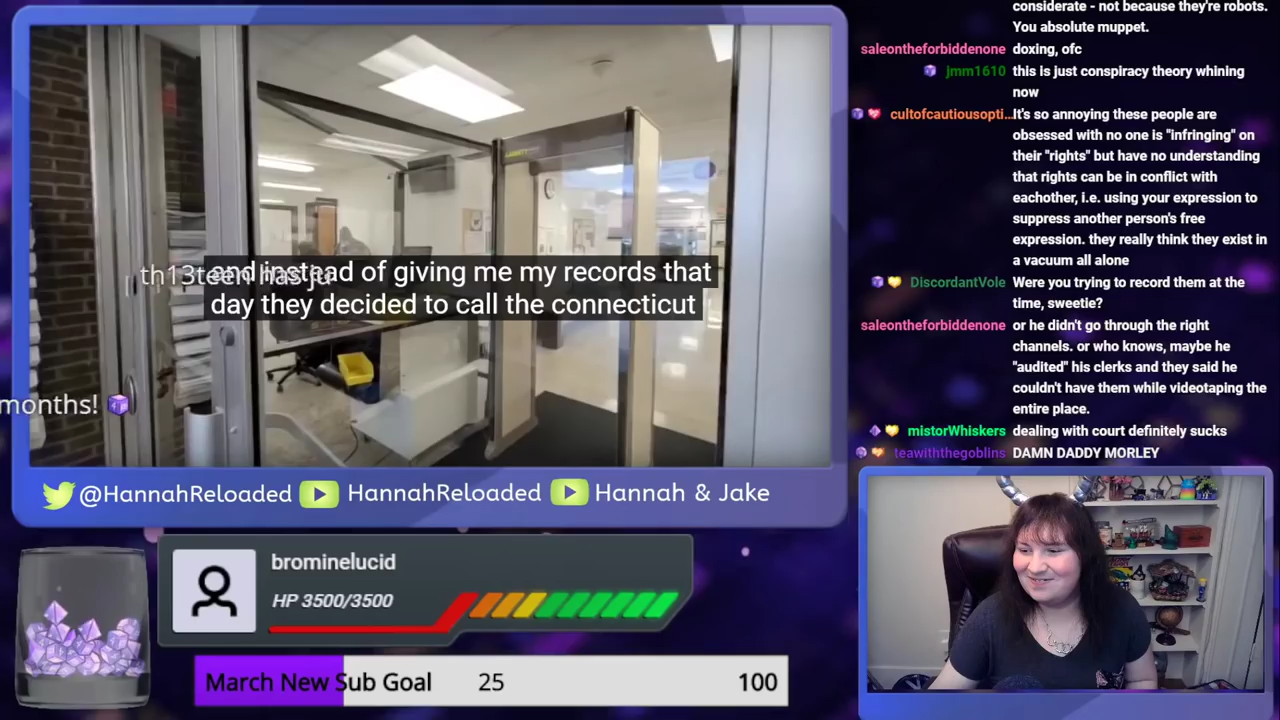 considerate - not because they're robots.
You absolute muppet.
saleontheforbiddenone doxing, ofc
jmm1610 this is just conspiracy theory whining
now
cultofcautiousopti... It's so annoying these people are
obsessed with no one is "infringing" on
their "rights" but have no understanding
that rights can be in conflict with
eachother, i.e. using your expression to
suppress another person's free
expression. they really think they exist in
a vacuum all alone
DiscordantVole Were you trying to record them at the
time, sweetie?
saleontheforbiddenone or he didn't go through the right
channels. or who knows, maybe he
"audited" his clerks and they said he
couldn't have them while videotaping the
entire place.
mistorWhiskers dealing with court definitely sucks
teawiththegoblins DAMN DADDY MORLEY
th13teen has ju
and instead of giving me my records that
day they decided to call the connecticut
months!
@HannahReloaded HannahReloaded Hannah & Jake
brominelucid
HP 3500/3500
March New Sub Goal 25 100